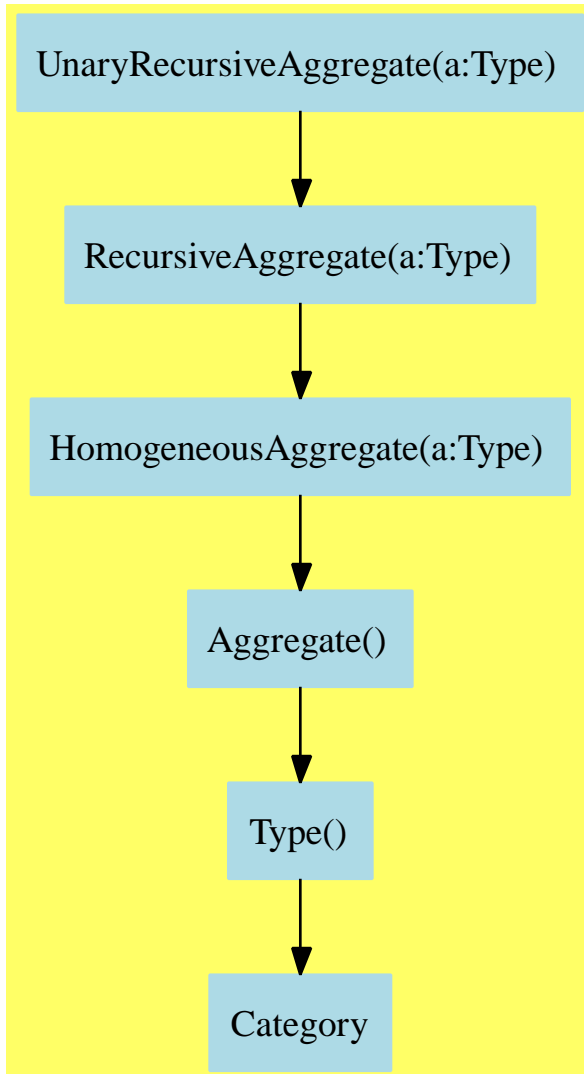 UnaryRecursiveAggregate(a:Type)
RecursiveAggregate(a:Type)
HomogeneousAggregate(a:Type)
Aggregate()
Type()
Category